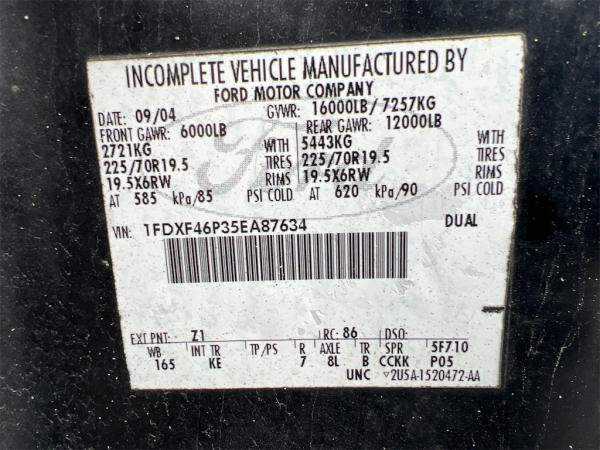 INCOMPLETE VEHICLE MANUFACTURED BY
FORD MOTOR COMPANY
DATE: 09/04 GVWR: 16000LB/ 7257KG
FRONT GAWR: 6000LB REAR GAWR: 12000LB
2721KG WITH 5443KG WITH
225/70R19.5 TIRES 225/70R19.5 TIRES
19.5X6RW RIMS 19.5X6RW RIMS
AT 585 kPa/85 PSI COLD AT 620 kPa/90 PSI COLD
VIN: 1FDXF46P35EA87634 DUAL
Ford
EXT PNT: Z1 RC: 86 DSO:
WB INT TR TP/PS R AXLE TR SPR 5F7.10
165 KE 7 8L B CCKK P05
UNC ▽2U5A-1520472-AA